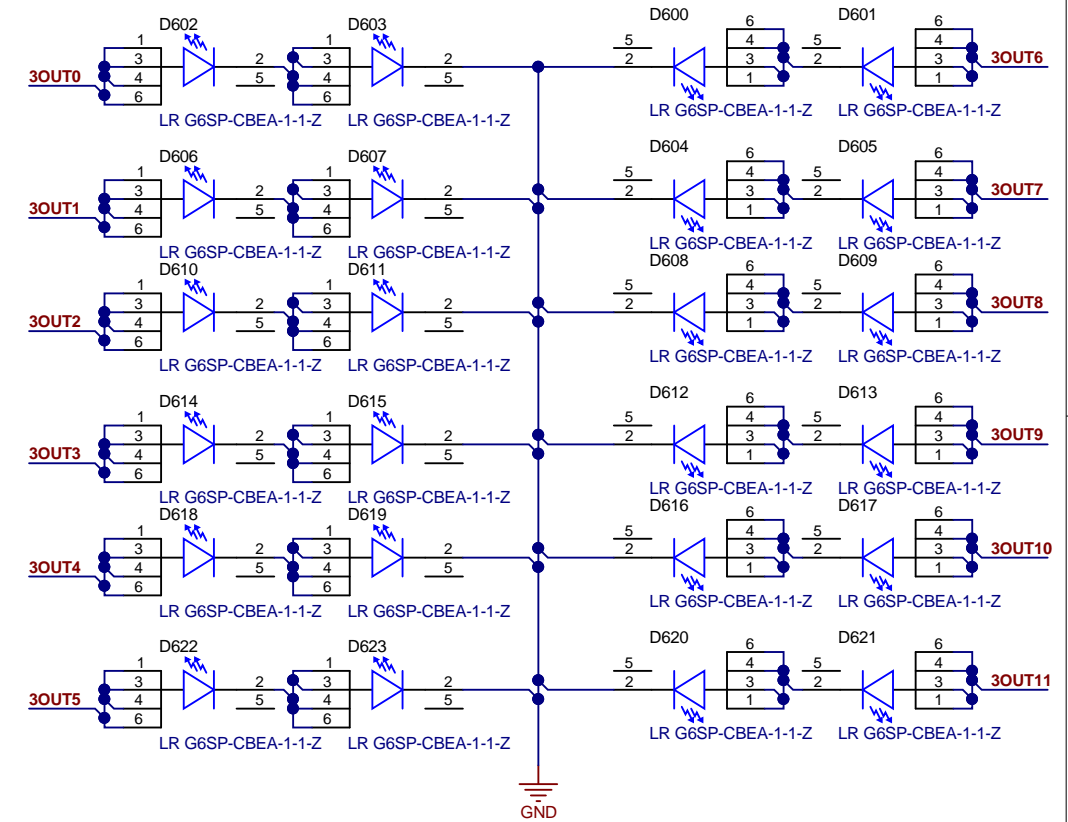 D602 D603 D600 D601
1 1 6 6
3 2 3 2 5 4 5 4
3OUT0 4 5 4 5 2 3 2 3 3OUT6
6 6 1 1
LR G6SP-CBEA-1-1-Z LR G6SP-CBEA-1-1-Z LR G6SP-CBEA-1-1-Z LR G6SP-CBEA-1-1-Z
D606 D607 D604 D605
1 1 6 6
3 2 3 2 5 4 5 4
3OUT1 4 5 4 5 2 3 2 3 3OUT7
6 6 1 1
LR G6SP-CBEA-1-1-Z LR G6SP-CBEA-1-1-Z LR G6SP-CBEA-1-1-Z LR G6SP-CBEA-1-1-Z
D610 D611 D608 D609
1 1 6 6
3 2 3 2 5 4 5 4
3OUT2 4 5 4 5 2 3 2 3 3OUT8
6 6 1 1
LR G6SP-CBEA-1-1-Z LR G6SP-CBEA-1-1-Z LR G6SP-CBEA-1-1-Z LR G6SP-CBEA-1-1-Z
D614 D615 D612 D613
1 1 6 6
3 2 3 2 5 4 5 4
3OUT3 4 5 4 5 2 3 2 3 3OUT9
6 6 1 1
LR G6SP-CBEA-1-1-Z LR G6SP-CBEA-1-1-Z LR G6SP-CBEA-1-1-Z LR G6SP-CBEA-1-1-Z
D618 D619 D616 D617
1 1 6 6
3 2 3 2 5 4 5 4
3OUT4 4 5 4 5 2 3 2 3 3OUT10
6 6 1 1
LR G6SP-CBEA-1-1-Z LR G6SP-CBEA-1-1-Z LR G6SP-CBEA-1-1-Z LR G6SP-CBEA-1-1-Z
D622 D623 D620 D621
1 1 6 6
3 2 3 2 5 4 5 4
3OUT5 4 5 4 5 2 3 2 3 3OUT11
6 6 1 1
LR G6SP-CBEA-1-1-Z LR G6SP-CBEA-1-1-Z LR G6SP-CBEA-1-1-Z LR G6SP-CBEA-1-1-Z
GND